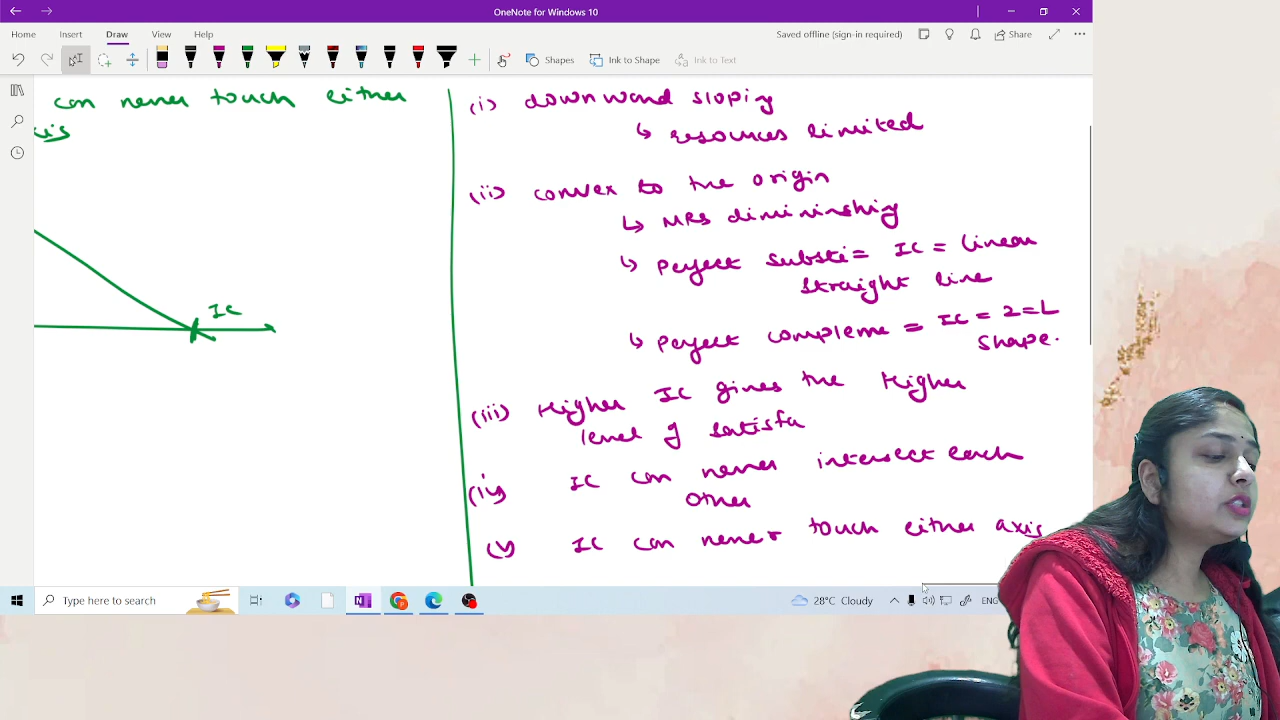 OneNote for Windows 10
Home Insert Draw View Help
Saved offline (sign-in required) Share
Shapes Ink to Shape Ink to Text
can never touch either
xis
IC
(i) downward sloping
↳ resources limited
(ii) convex to the origin
↳ MRS diminishing
↳ Perfect substi = IC = linear
straight line
↳ Perfect compleme = IC = 2 = L
shape.
(iii) Higher IC gives the Higher
level of satisfa
(iv) IC can never intersect each
other
(v) IC can never touch either axis
Type here to search
28°C Cloudy
ENG